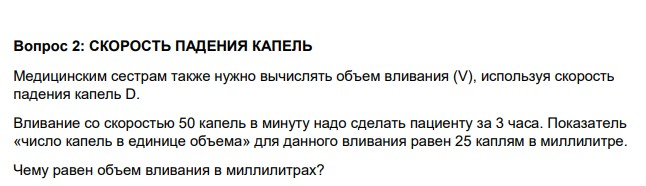 Вопрос 2: СКОРОСТЬ ПАДЕНИЯ КАПЕЛЬ
Медицинским сестрам также нужно вычислять объем вливания (V), используя скорость
падения капель D.
Вливание со скоростью 50 капель в минуту надо сделать пациенту за 3 часа. Показатель
«число капель в единице объема» для данного вливания равен 25 каплям в миллилитре.
Чему равен объем вливания в миллилитрах?